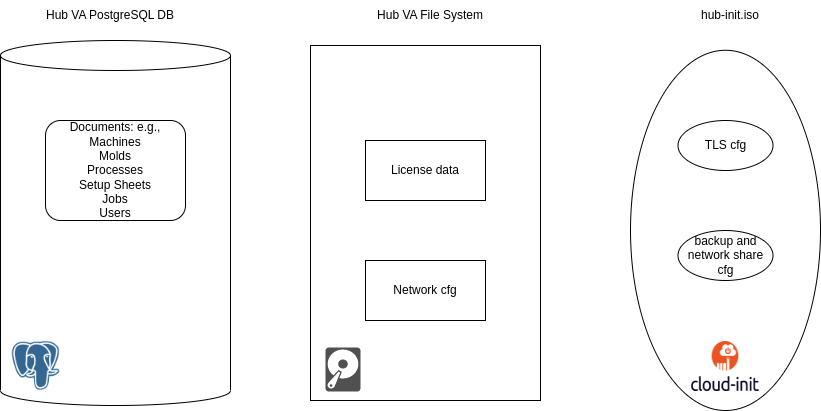 Hub VA PostgreSQL DB
Hub VA File System
hub-init.iso
Documents: e.g.,
Machines
Molds
Processes
Setup Sheets
Jobs
Users
License data
Network cfg
TLS cfg
backup and
network share
cfg
cloud-init